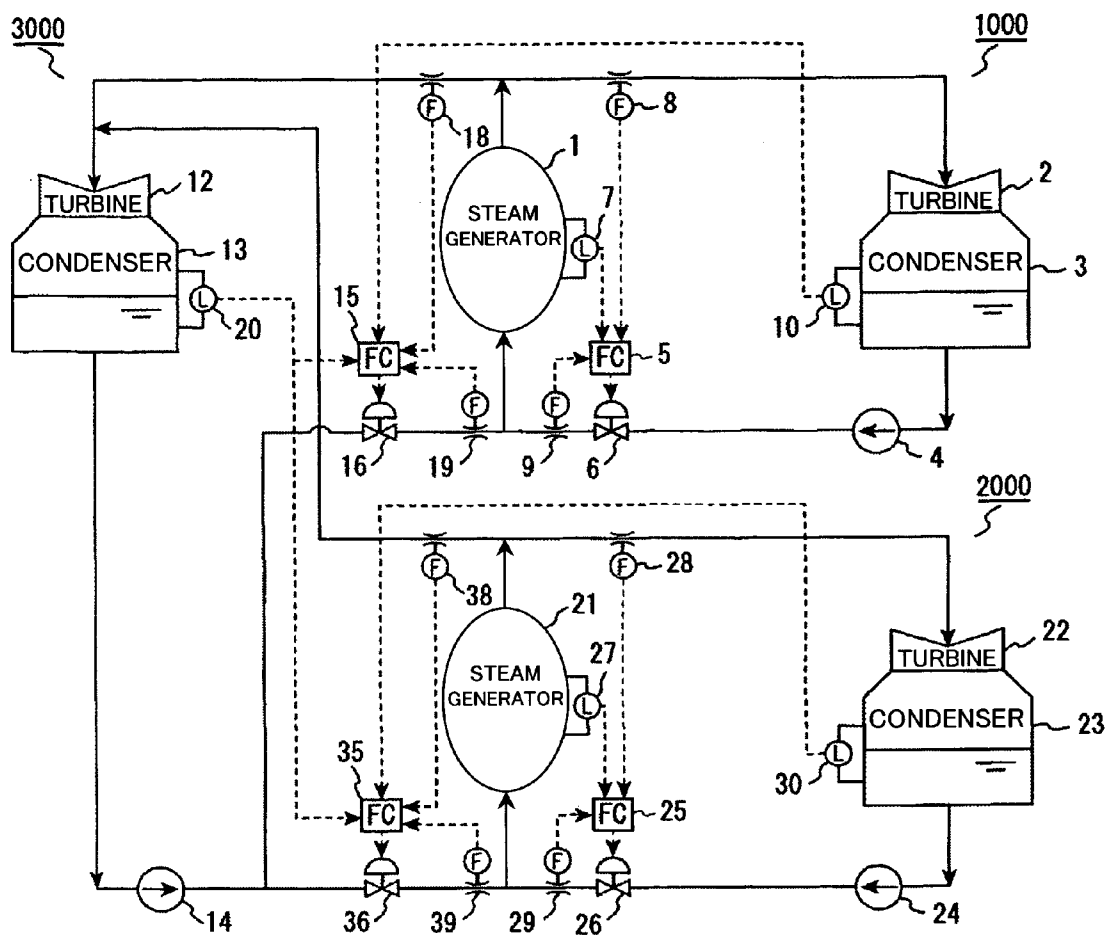 3000
1000
F
F
8
18
1
12
TURBINE
2
TURBINE
7
STEAM
GENERATOR
L
13
CONDENSER
CONDENSER
3
L
20
15
10
L
FC
FC
5
F
F
16
19
9
6
4
2000
F
F
28
38
21
22
TURBINE
27
STEAM
GENERATOR
L
CONDENSER
23
35
30
L
FC
FC
25
F
F
14
36
39
29
26
24